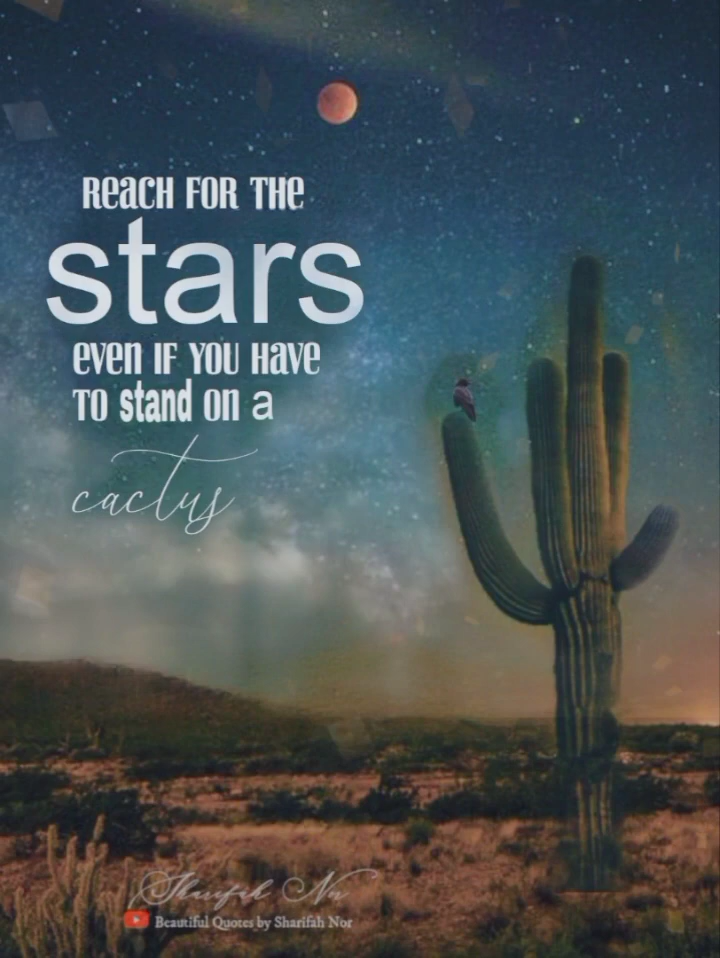 REACH FOR THE
stars
EVEN IF YOU HAVE
TO stand ON a
cactus
Sharifah Nor
Beautiful Quotes by Sharifah Nor